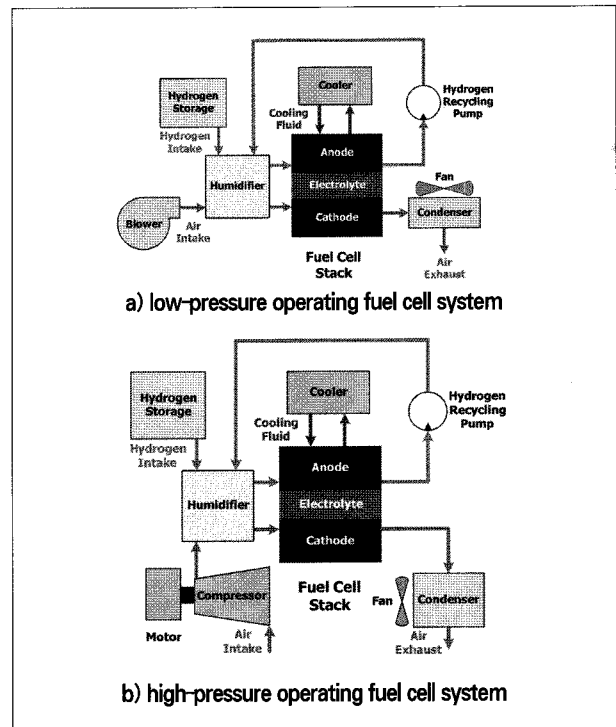 Hydrogen
Storage
Hydrogen
Intake
Cooler
Cooling
Fluid
Hydrogen
Recycling
Pump
Humidifier
Anode
Electrolyte
Cathode
Blower
Air
Intake
Fan
Condenser
Air
Exhaust
Fuel Cell
Stack
a) low-pressure operating fuel cell system
Hydrogen
Storage
Hydrogen
Intake
Cooler
Cooling
Fluid
Hydrogen
Recycling
Pump
Humidifier
Anode
Electrolyte
Cathode
Motor
Compressor
Air
Intake
Fuel Cell
Stack
Fan
Condenser
Air
Exhaust
b) high-pressure operating fuel cell system